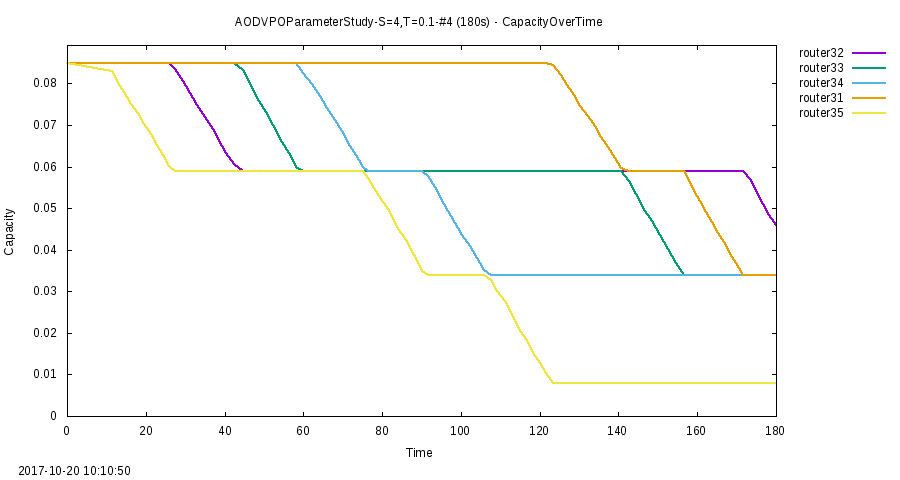 AODVPOParameterStudy-S=4,T=0.1-#4 (180s) - CapacityOverTime
router32
router33
router34
router31
router35
Capacity
0.08
0.07
0.06
0.05
0.04
0.03
0.02
0.01
0
0 20 40 60 80 100 120 140 160 180
Time
2017-10-20 10:10:50